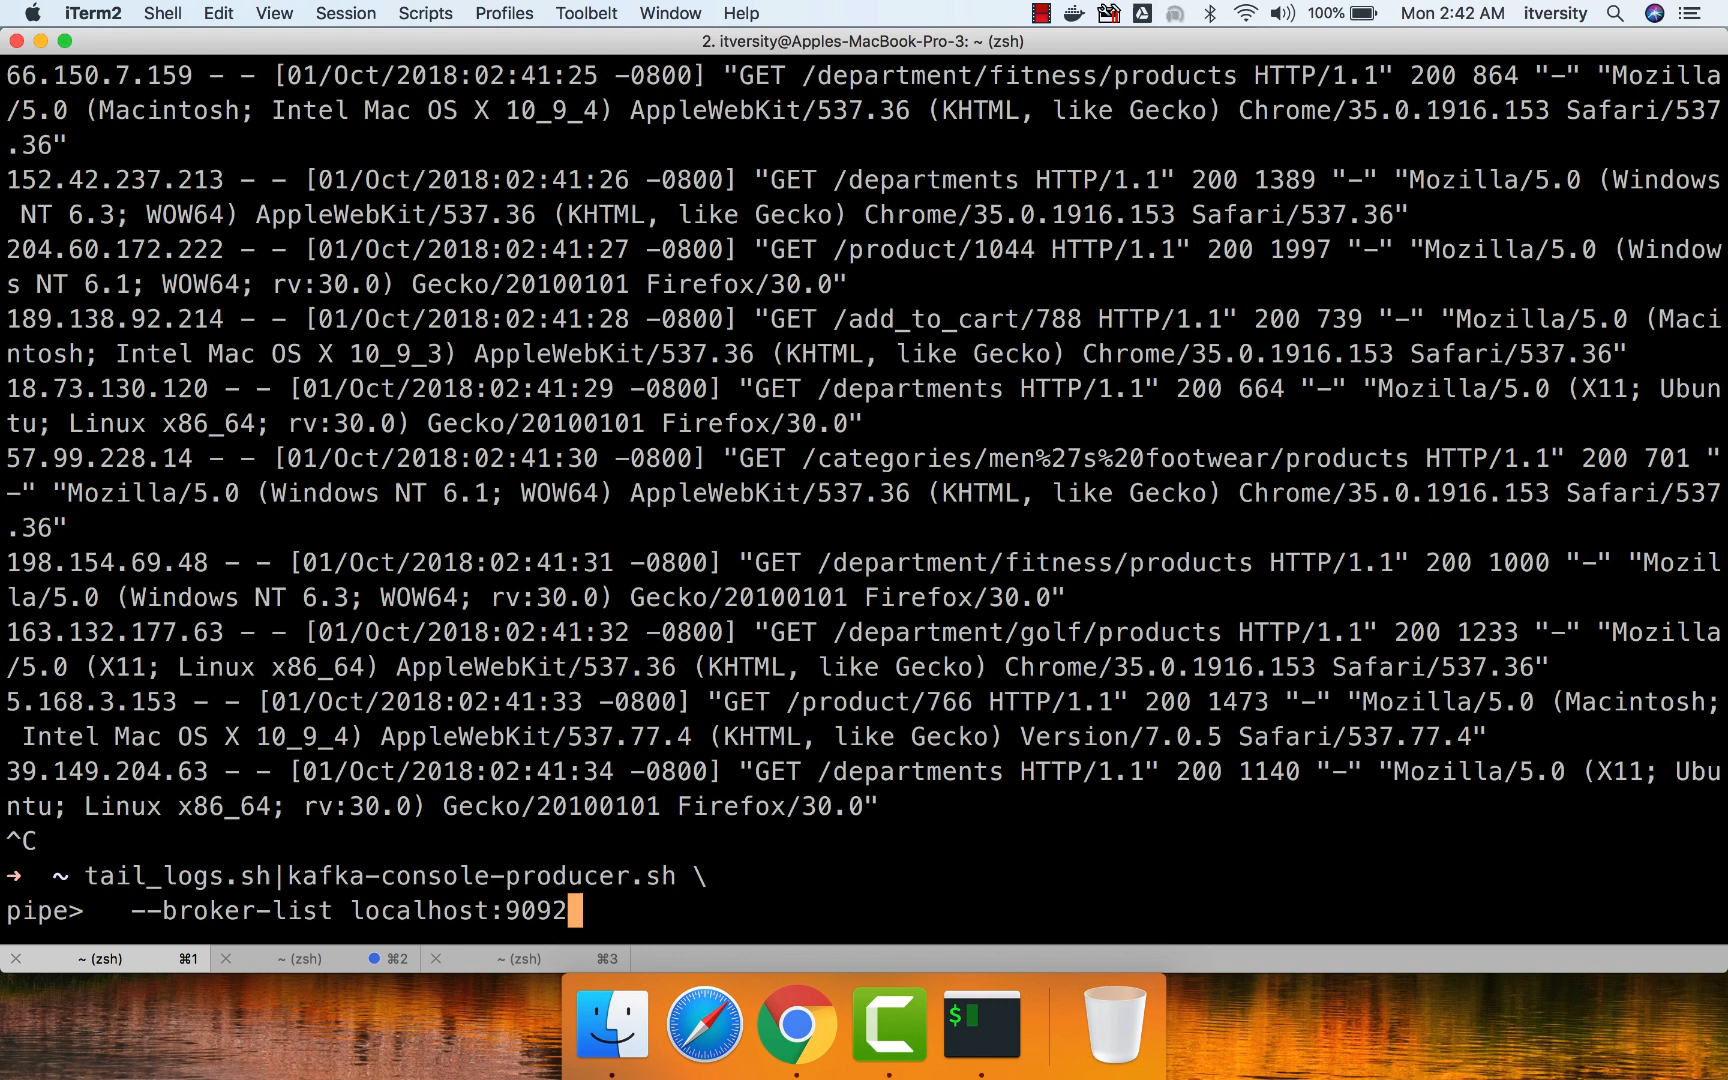 iTerm2 Shell Edit View Session Scripts Profiles Toolbelt Window Help 100% Mon 2:42 AM itversity
2. itversity@Apples-MacBook-Pro-3: ~ (zsh)
66.150.7.159 - - [01/Oct/2018:02:41:25 -0800] "GET /department/fitness/products HTTP/1.1" 200 864 "-" "Mozilla
/5.0 (Macintosh; Intel Mac OS X 10_9_4) AppleWebKit/537.36 (KHTML, like Gecko) Chrome/35.0.1916.153 Safari/537
.36"
152.42.237.213 - - [01/Oct/2018:02:41:26 -0800] "GET /departments HTTP/1.1" 200 1389 "-" "Mozilla/5.0 (Windows
 NT 6.3; WOW64) AppleWebKit/537.36 (KHTML, like Gecko) Chrome/35.0.1916.153 Safari/537.36"
204.60.172.222 - - [01/Oct/2018:02:41:27 -0800] "GET /product/1044 HTTP/1.1" 200 1997 "-" "Mozilla/5.0 (Window
s NT 6.1; WOW64; rv:30.0) Gecko/20100101 Firefox/30.0"
189.138.92.214 - - [01/Oct/2018:02:41:28 -0800] "GET /add_to_cart/788 HTTP/1.1" 200 739 "-" "Mozilla/5.0 (Maci
ntosh; Intel Mac OS X 10_9_3) AppleWebKit/537.36 (KHTML, like Gecko) Chrome/35.0.1916.153 Safari/537.36"
18.73.130.120 - - [01/Oct/2018:02:41:29 -0800] "GET /departments HTTP/1.1" 200 664 "-" "Mozilla/5.0 (X11; Ubun
tu; Linux x86_64; rv:30.0) Gecko/20100101 Firefox/30.0"
57.99.228.14 - - [01/Oct/2018:02:41:30 -0800] "GET /categories/men%27s%20footwear/products HTTP/1.1" 200 701 "
-" "Mozilla/5.0 (Windows NT 6.1; WOW64) AppleWebKit/537.36 (KHTML, like Gecko) Chrome/35.0.1916.153 Safari/537
.36"
198.154.69.48 - - [01/Oct/2018:02:41:31 -0800] "GET /department/fitness/products HTTP/1.1" 200 1000 "-" "Mozil
la/5.0 (Windows NT 6.3; WOW64; rv:30.0) Gecko/20100101 Firefox/30.0"
163.132.177.63 - - [01/Oct/2018:02:41:32 -0800] "GET /department/golf/products HTTP/1.1" 200 1233 "-" "Mozilla
/5.0 (X11; Linux x86_64) AppleWebKit/537.36 (KHTML, like Gecko) Chrome/35.0.1916.153 Safari/537.36"
5.168.3.153 - - [01/Oct/2018:02:41:33 -0800] "GET /product/766 HTTP/1.1" 200 1473 "-" "Mozilla/5.0 (Macintosh;
 Intel Mac OS X 10_9_4) AppleWebKit/537.77.4 (KHTML, like Gecko) Version/7.0.5 Safari/537.77.4"
39.149.204.63 - - [01/Oct/2018:02:41:34 -0800] "GET /departments HTTP/1.1" 200 1140 "-" "Mozilla/5.0 (X11; Ubu
ntu; Linux x86_64; rv:30.0) Gecko/20100101 Firefox/30.0"
^C
➜ ~ tail_logs.sh|kafka-console-producer.sh \
pipe>   --broker-list localhost:9092
~ (zsh) ⌘1 ~ (zsh) ⌘2 ~ (zsh) ⌘3
$